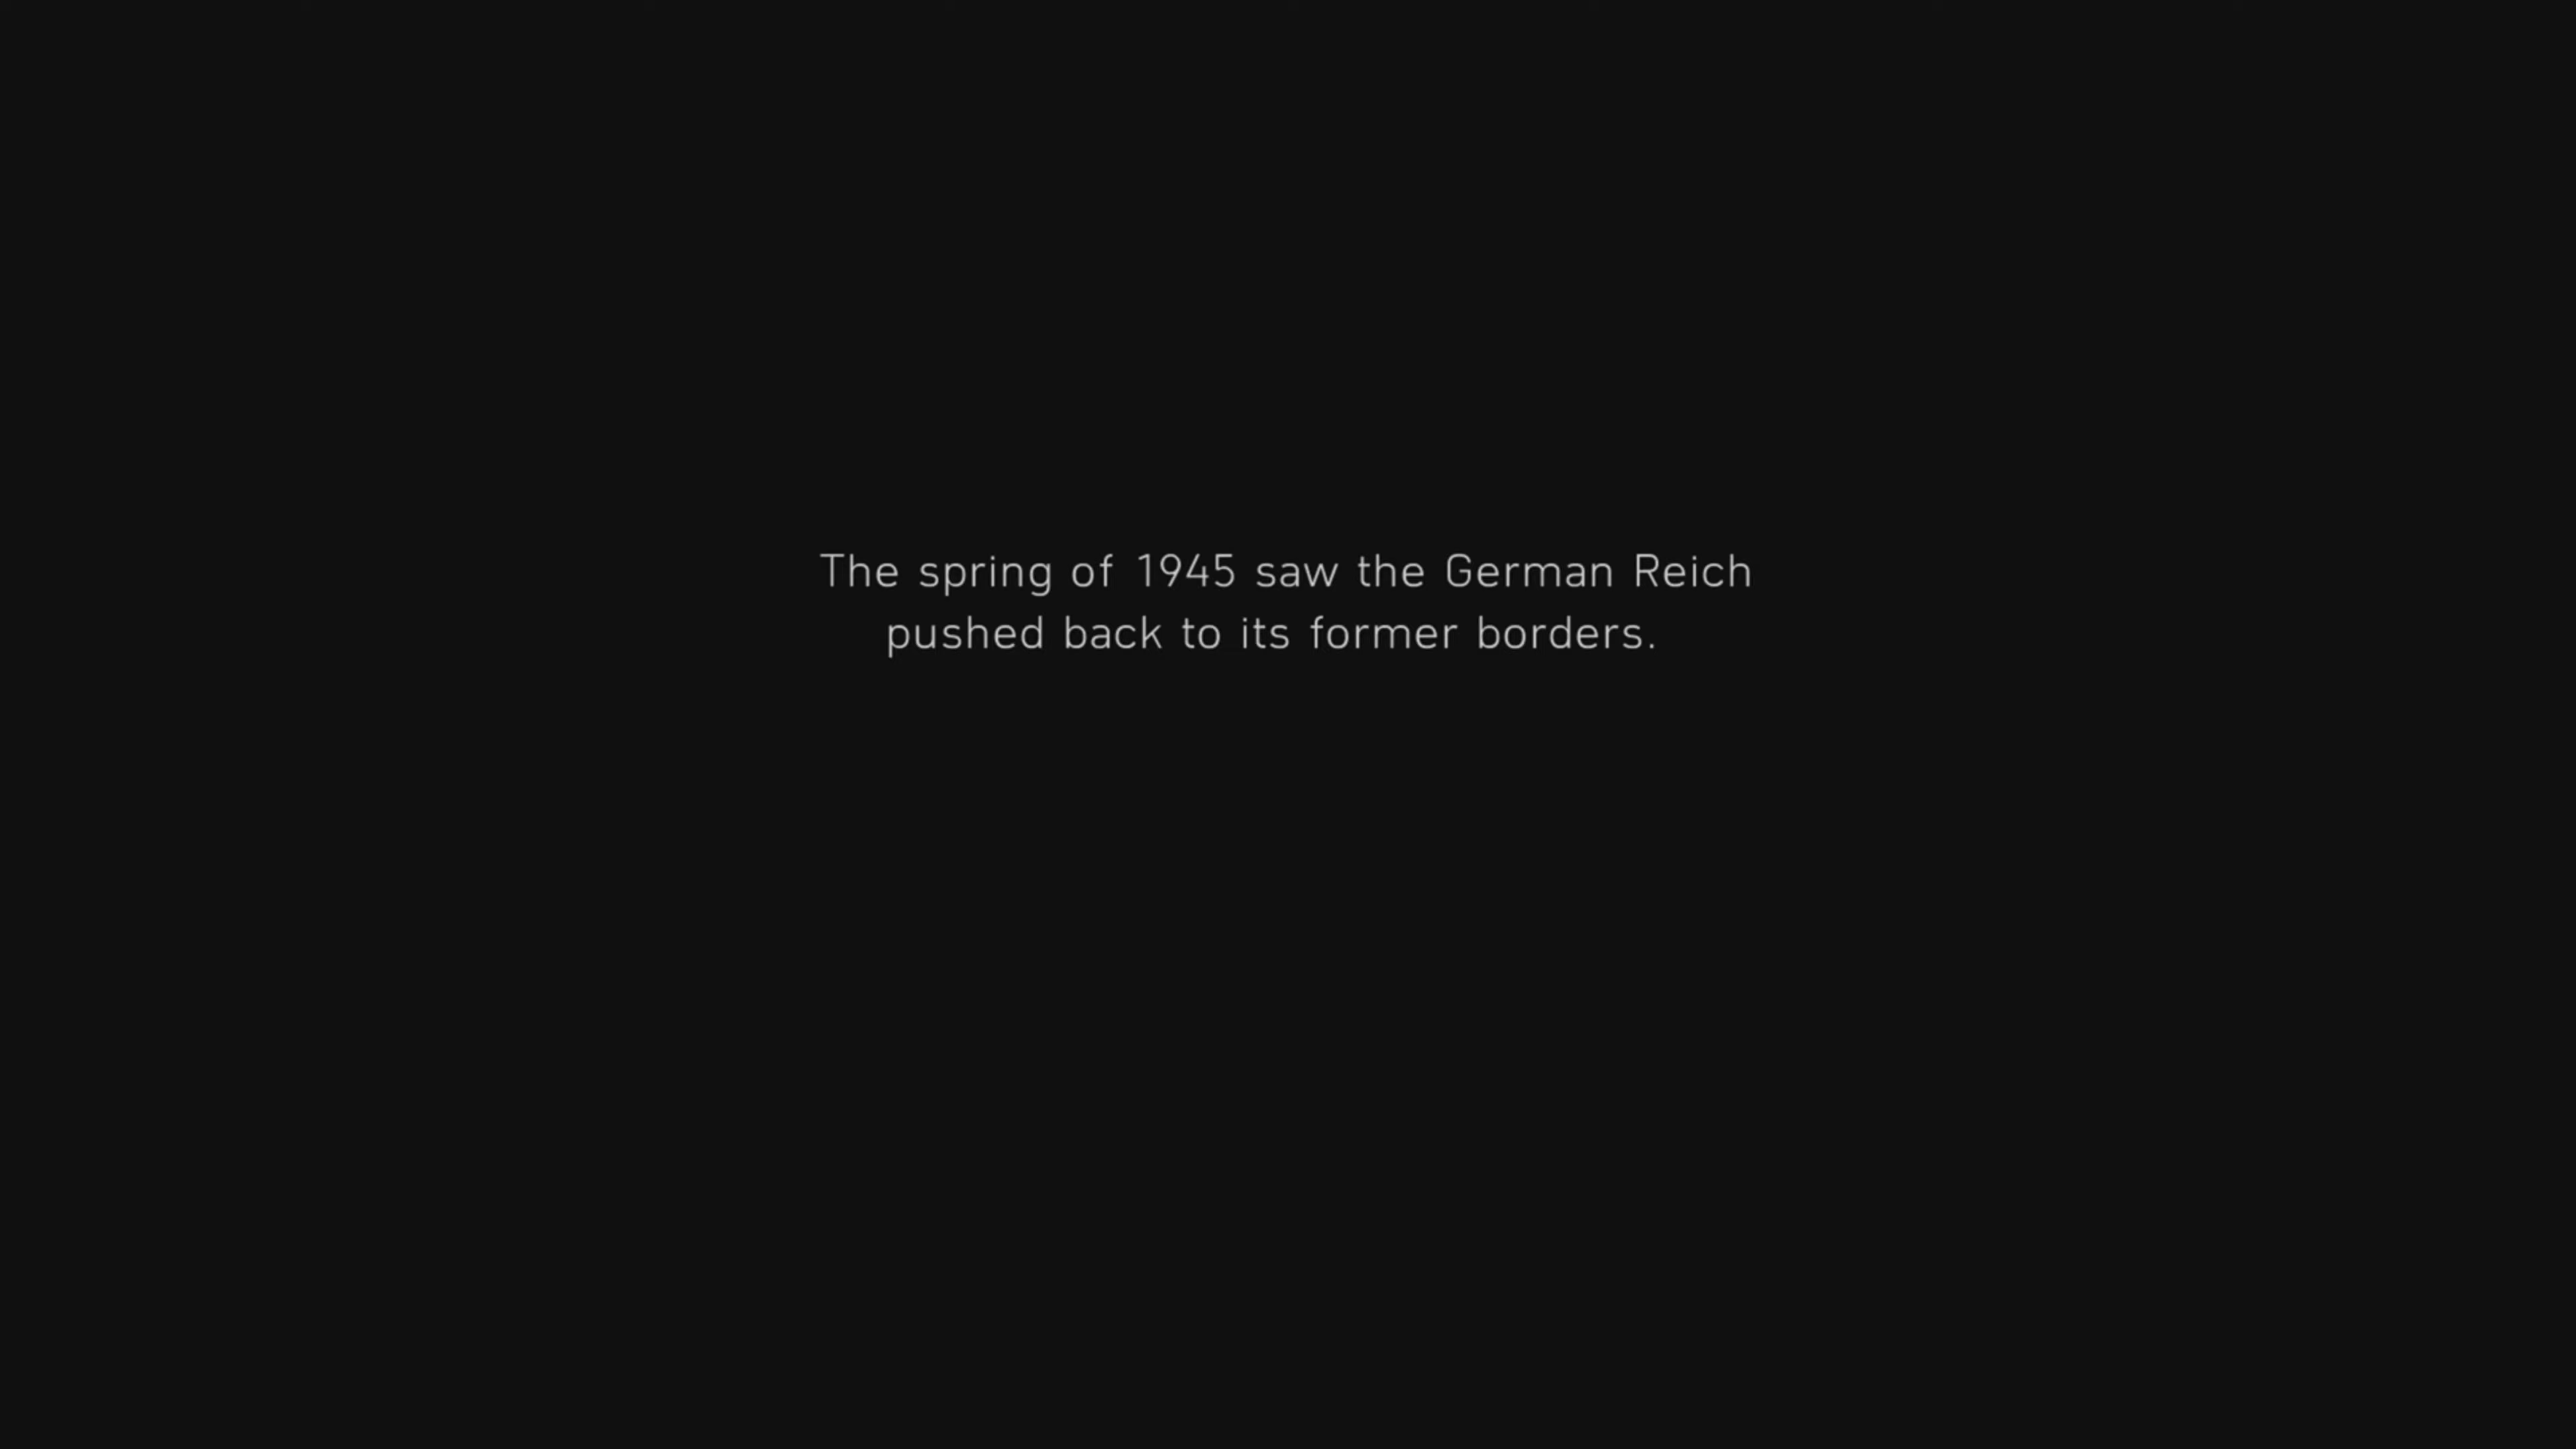 The spring of 1945 saw the German Reich
pushed back to its former borders.